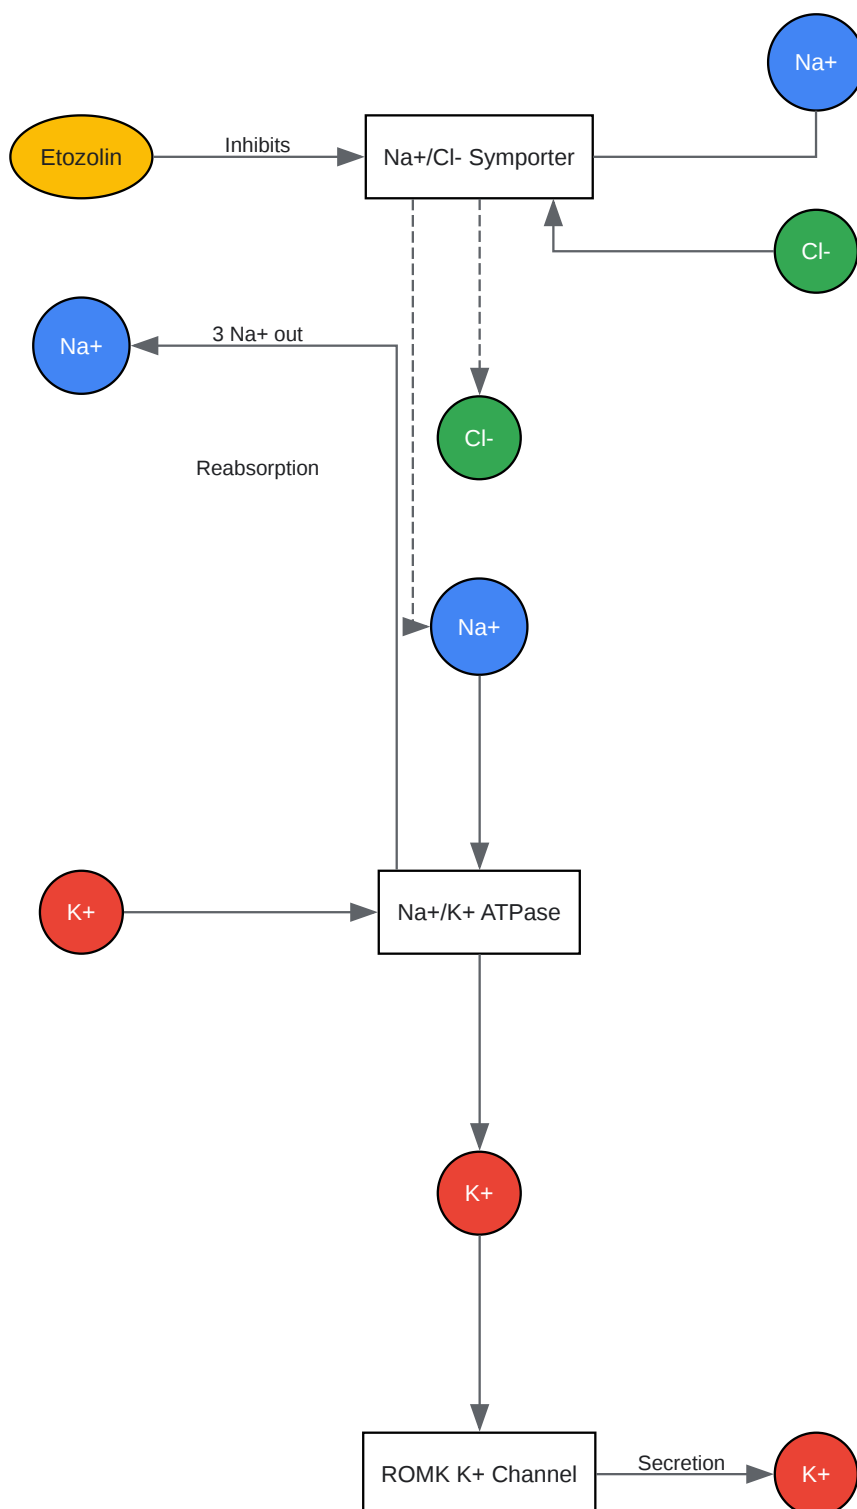 Na+
Etozolin
Inhibits
Na+/Cl- Symporter
Cl-
Na+
3 Na+ out
Cl-
Reabsorption
Na+
K+
Na+/K+ ATPase
K+
ROMK K+ Channel
Secretion
K+